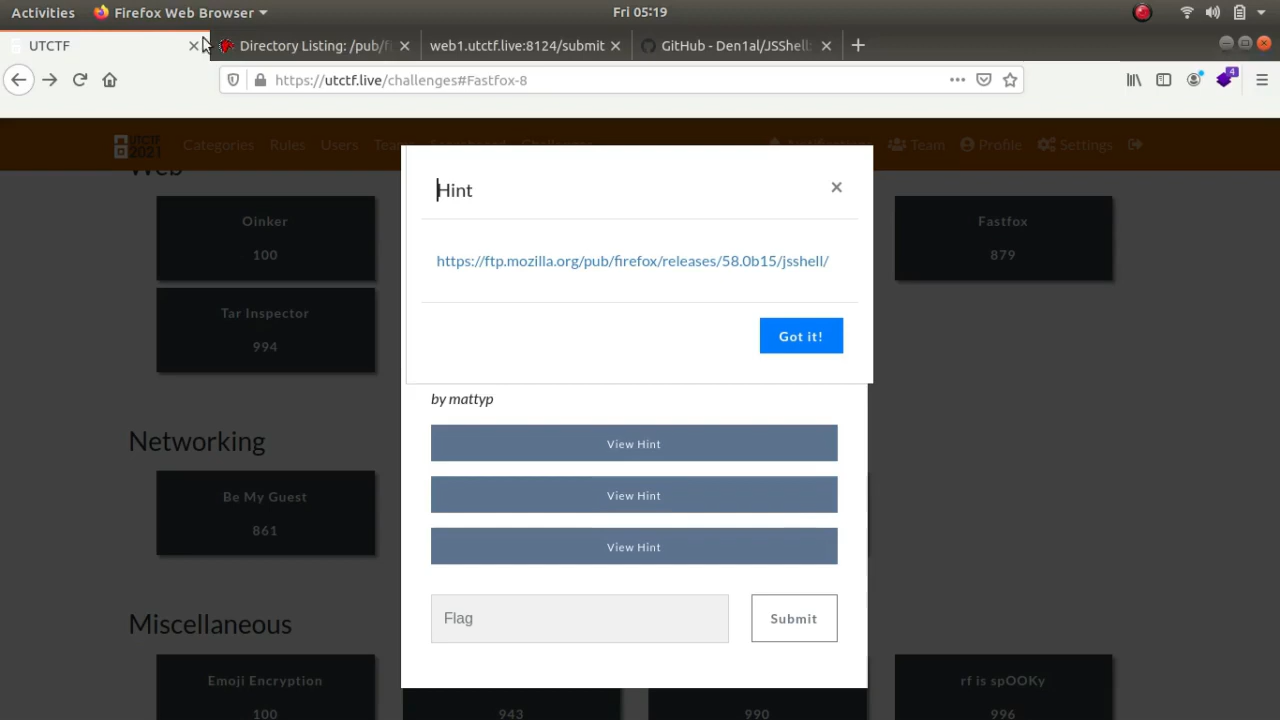 Activities
Firefox Web Browser
Fri 05:19
UTCTF
Directory Listing: /pub/f
web1.utctf.live:8124/submit
GitHub - Den1al/JSShell:
https://utctf.live/challenges#Fastfox-8
4
UTCTF
2021
Categories
Rules
Users
Challenges
Team
Profile
Settings
Web
Oinker
100
Fastfox
879
Tar Inspector
994
Hint
https://ftp.mozilla.org/pub/firefox/releases/58.0b15/jsshell/
Got it!
by mattyp
View Hint
View Hint
View Hint
Flag
Submit
Networking
Be My Guest
861
Miscellaneous
Emoji Encryption
100
943
990
rf is spOOKy
996